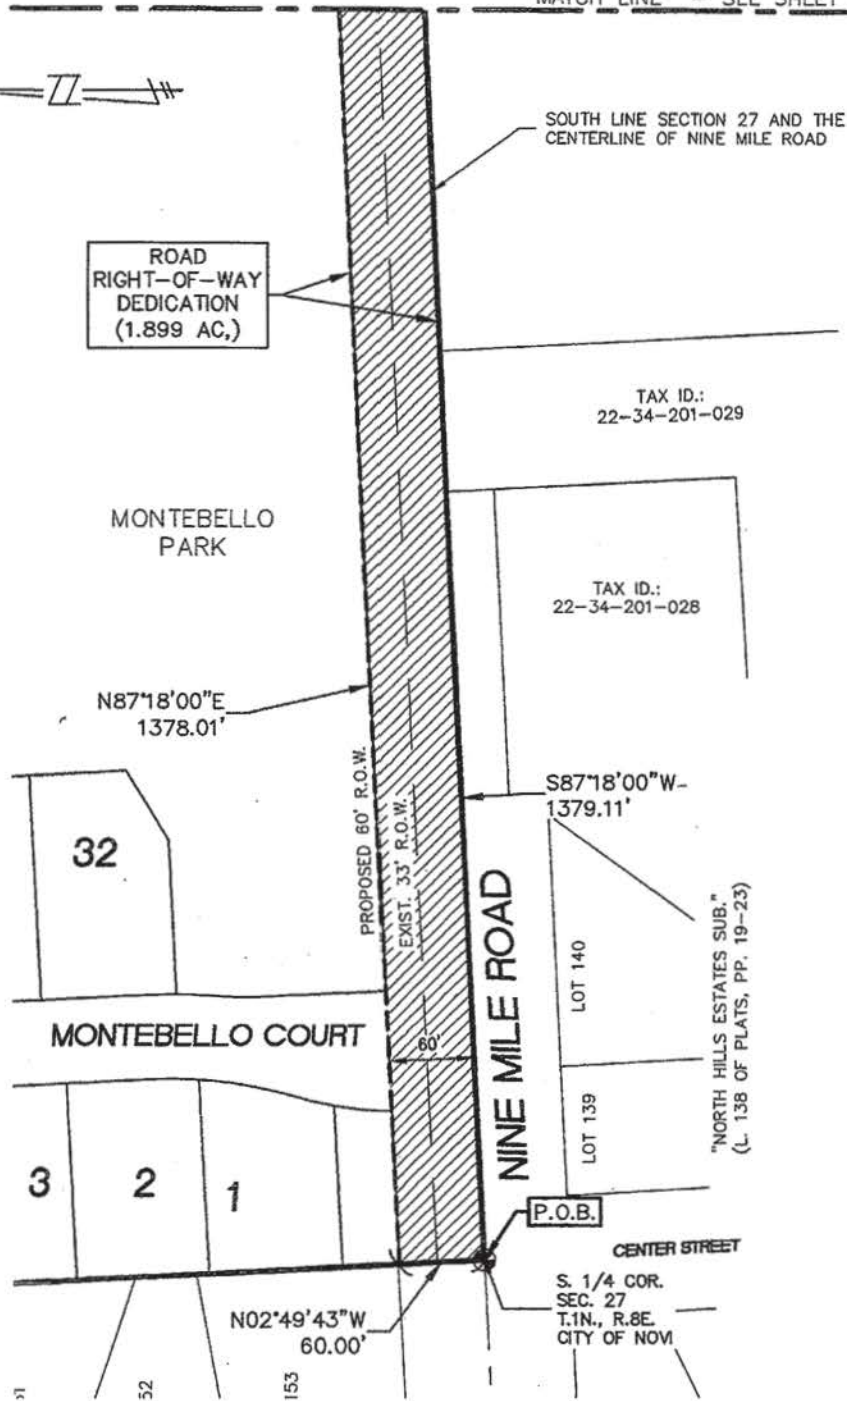 MATCH LINE - SEE SHEET
SOUTH LINE SECTION 27 AND THE
CENTERLINE OF NINE MILE ROAD
ROAD
RIGHT-OF-WAY
DEDICATION
(1.899 AC,)
TAX ID.:
22-34-201-029
MONTEBELLO
PARK
TAX ID.:
22-34-201-028
N87°18'00"E
1378.01'
S87°18'00"W
1379.11'
PROPOSED 60' R.O.W.
EXIST. 33' R.O.W.
32
NINE MILE ROAD
LOT 140
"NORTH HILLS ESTATES SUB."
(L. 138 OF PLATS, PP. 19-23)
MONTEBELLO COURT
60'
LOT 139
3
2
1
P.O.B.
CENTER STREET
S. 1/4 COR.
SEC. 27
T.1N., R.8E.
CITY OF NOVI
N02°49'43"W
60.00'
52
153